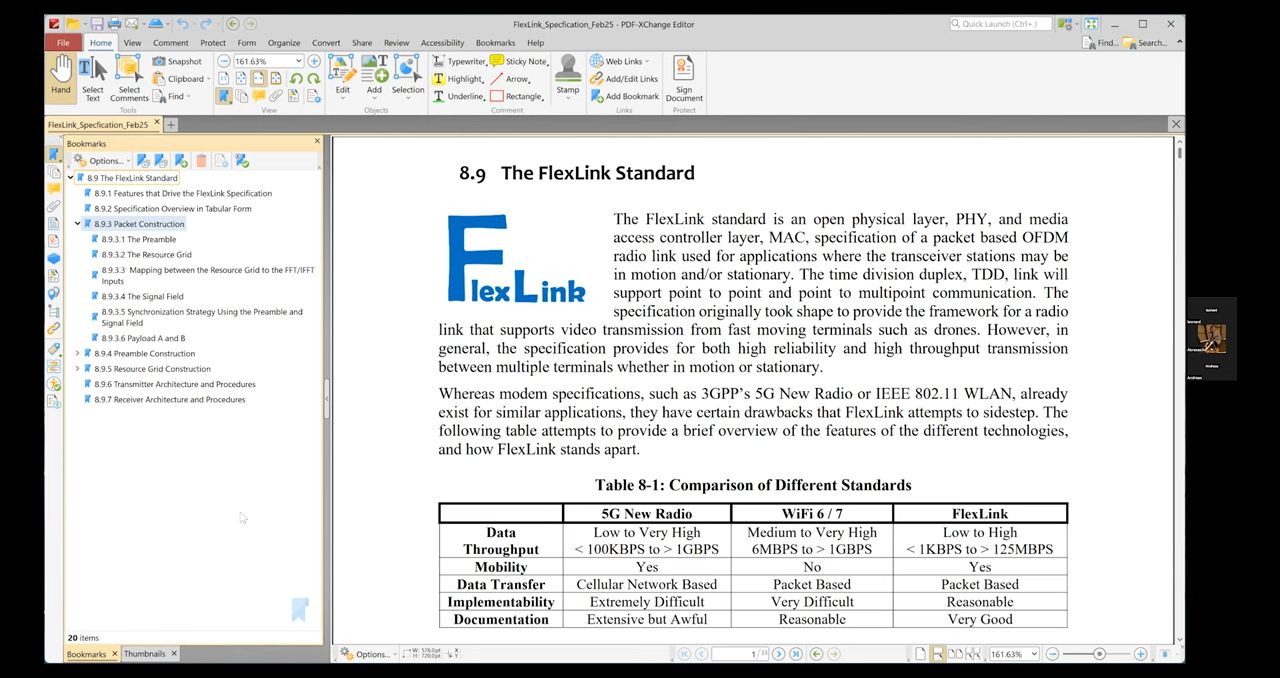 FlexLink_Specfication_Feb25 - PDF-XChange Editor
Quick Launch (Ctrl+.)
File Home View Comment Protect Form Organize Convert Share Review Accessibility Bookmarks Help
Find... Search...
Hand
Select Text
Select Comments
Snapshot
Clipboard
Find
Tools
161.63%
View
Edit
Add
Selection
Objects
Typewriter
Highlight
Underline
Sticky Note
Arrow
Rectangle
Comment
Stamp
Web Links
Add/Edit Links
Add Bookmark
Links
Sign Document
Protect
FlexLink_Specfication_Feb25
Bookmarks
Options...
8.9 The FlexLink Standard
8.9.1 Features that Drive the FlexLink Specification
8.9.2 Specification Overview in Tabular Form
8.9.3 Packet Construction
8.9.3.1 The Preamble
8.9.3.2 The Resource Grid
8.9.3.3 Mapping between the Resource Grid to the FFT/IFFT
Inputs
8.9.3.4 The Signal Field
8.9.3.5 Synchronization Strategy Using the Preamble and
Signal Field
8.9.3.6 Payload A and B
8.9.4 Preamble Construction
8.9.5 Resource Grid Construction
8.9.6 Transmitter Architecture and Procedures
8.9.7 Receiver Architecture and Procedures
20 items
Bookmarks Thumbnails
8.9 The FlexLink Standard
FlexLink
The FlexLink standard is an open physical layer, PHY, and media
access controller layer, MAC, specification of a packet based OFDM
radio link used for applications where the transceiver stations may be
in motion and/or stationary. The time division duplex, TDD, link will
support point to point and point to multipoint communication. The
specification originally took shape to provide the framework for a radio
link that supports video transmission from fast moving terminals such as drones. However, in
general, the specification provides for both high reliability and high throughput transmission
between multiple terminals whether in motion or stationary.
Whereas modem specifications, such as 3GPP's 5G New Radio or IEEE 802.11 WLAN, already
exist for similar applications, they have certain drawbacks that FlexLink attempts to sidestep. The
following table attempts to provide a brief overview of the features of the different technologies,
and how FlexLink stands apart.
Table 8-1: Comparison of Different Standards
5G New Radio WiFi 6 / 7 FlexLink
Data Throughput Low to Very High Medium to Very High Low to High
< 100KBPS to > 1GBPS 6MBPS to > 1GBPS < 1KBPS to > 125MBPS
Mobility Yes No Yes
Data Transfer Cellular Network Based Packet Based Packet Based
Implementability Extremely Difficult Very Difficult Reasonable
Documentation Extensive but Awful Reasonable Very Good
Options...
W: 576.0pt
H: 720.0pt
X:
Y:
1 / 33
161.63%
leonard
Andreas
Andreas